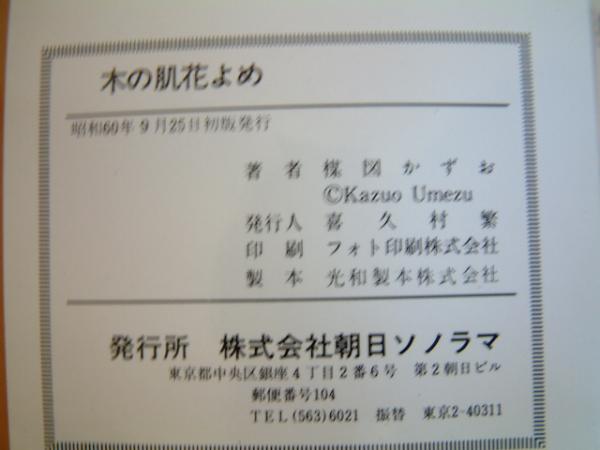 木の肌花よめ
昭和60年9月25日初版発行
著者 楳図かずお
©Kazuo Umezu
発行人 喜久村繁
印刷 フォト印刷株式会社
製本 光和製本株式会社
発行所 株式会社朝日ソノラマ
東京都中央区銀座4丁目2番6号 第2朝日ビル
郵便番号104
TEL(563)6021 振替 東京2-40311